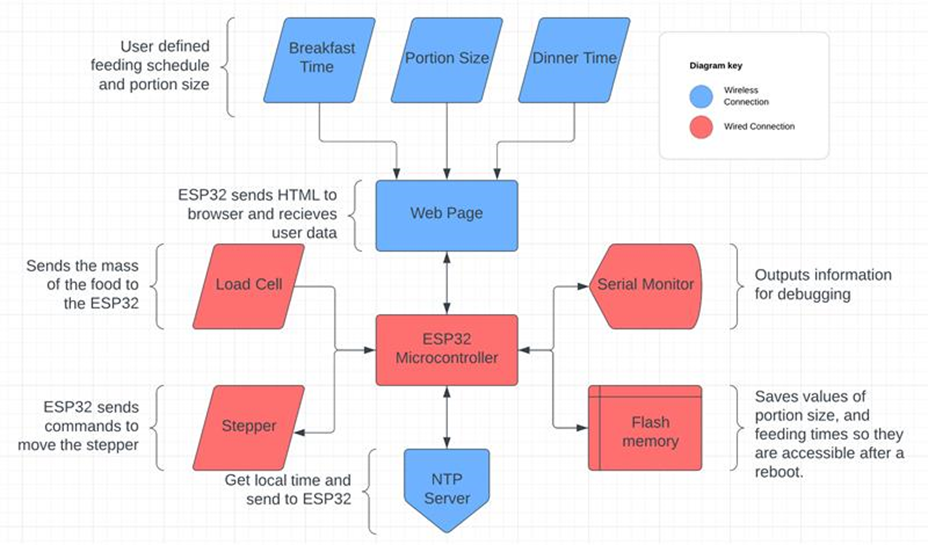 User defined
feeding schedule
and portion size
Breakfast
Time
Portion Size
Dinner Time
Diagram key
Wireless
Connection
Wired Connection
ESP32 sends HTML to
browser and recieves
user data
Web Page
Sends the mass
of the food to
the ESP32
Load Cell
Serial Monitor
Outputs information
for debugging
ESP32
Microcontroller
ESP32 sends
commands to
move the stepper
Stepper
Flash
memory
Saves values of
portion size, and
feeding times so they
are accessible after a
reboot.
Get local time and
send to ESP32
NTP
Server